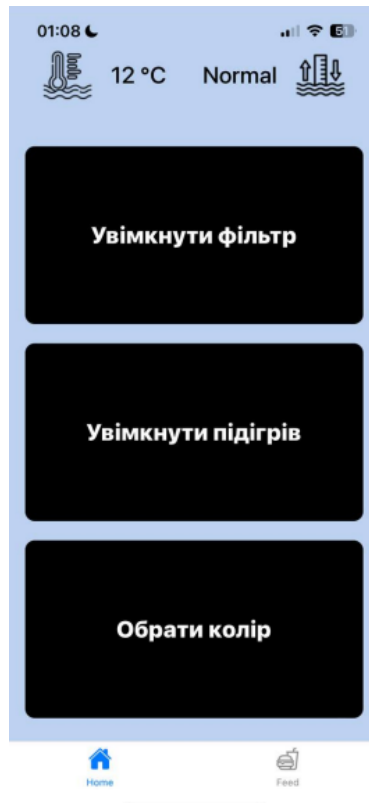 01:08
12 °C Normal
Увімкнути фільтр
Увімкнути підігрів
Обрати колір
Home Feed